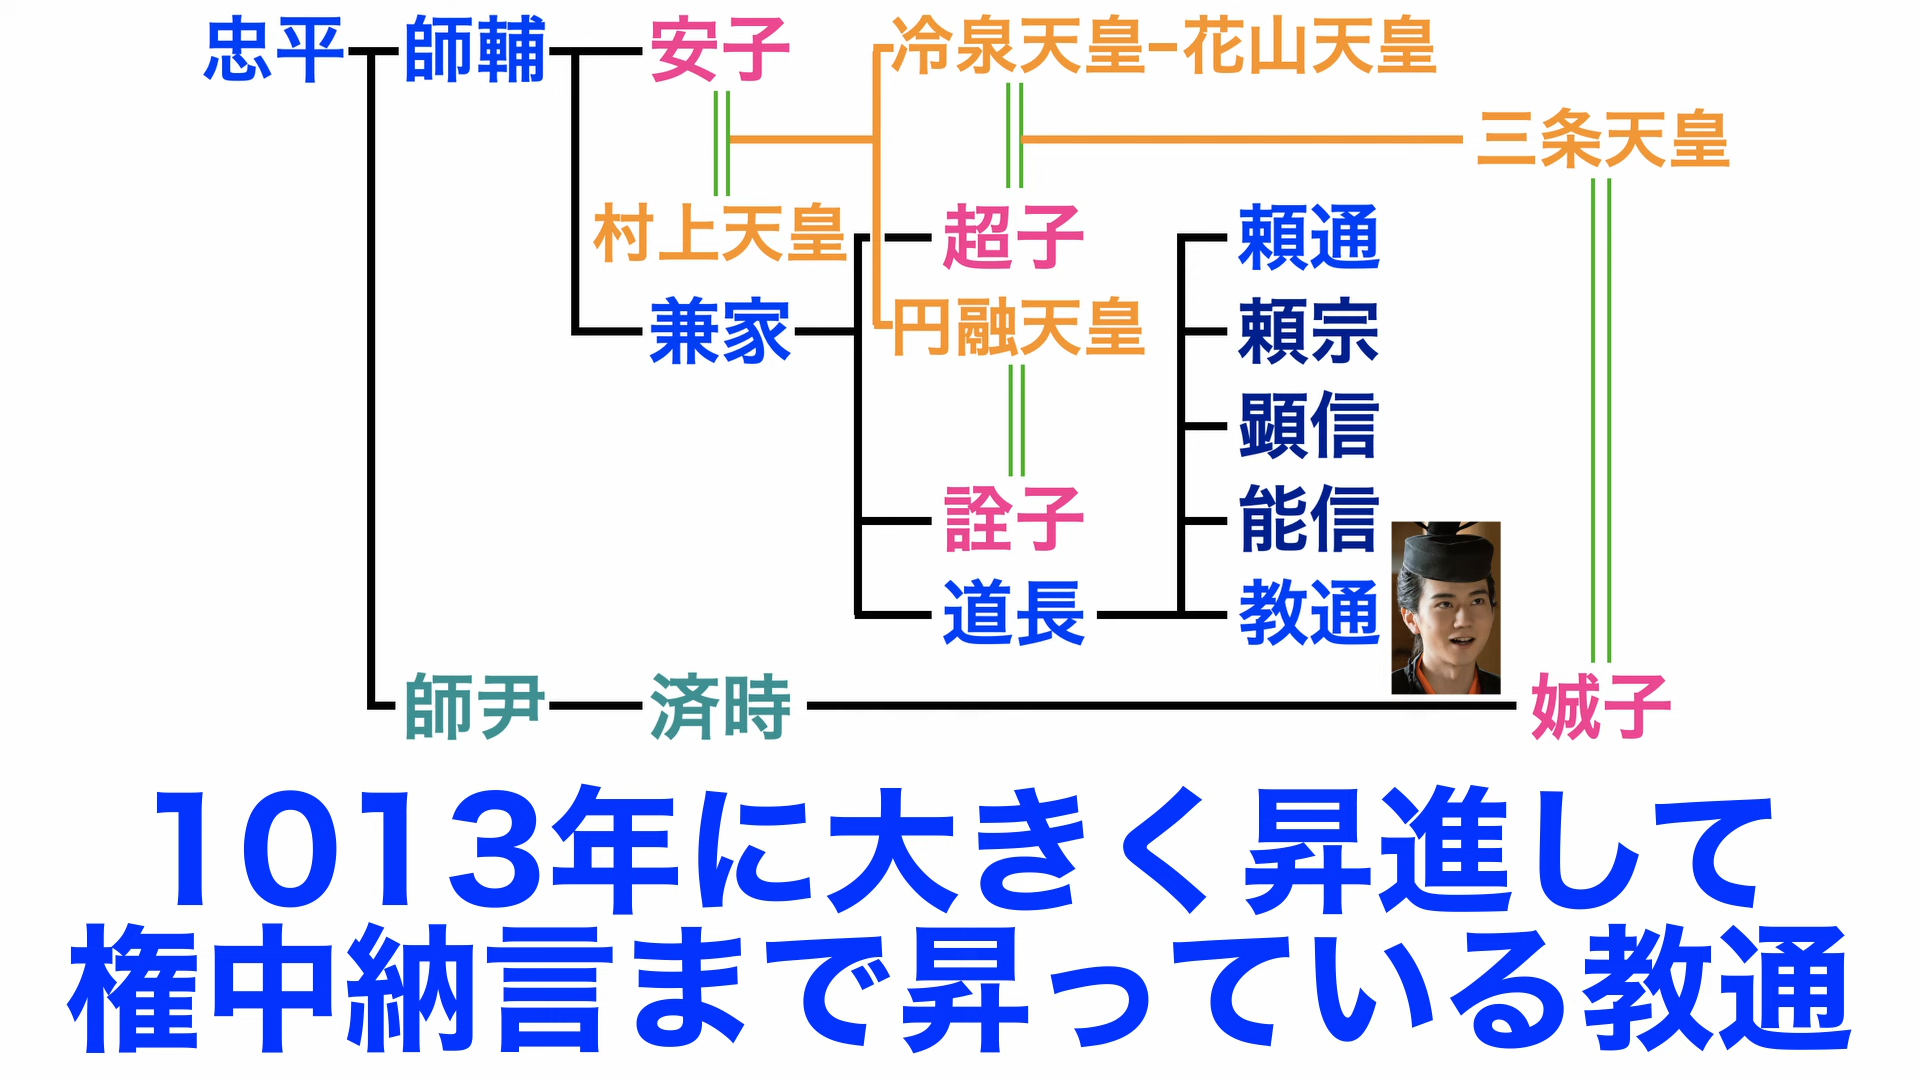 忠平 師輔 安子 冷泉天皇-花山天皇
三条天皇
村上天皇 超子 頼通
兼家 円融天皇 頼宗
顕信
詮子 能信
道長 教通
師尹 済時 娍子
1013年に大きく昇進して
権中納言まで昇っている教通